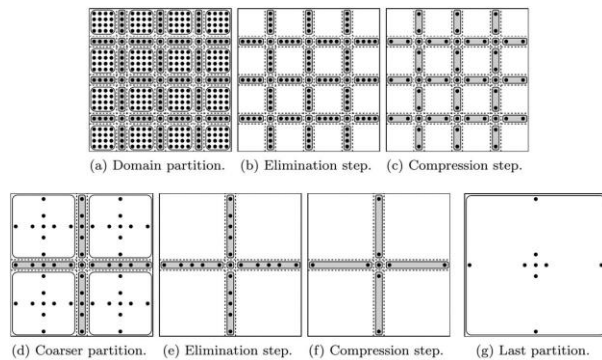 (a) Domain partition. (b) Elimination step. (c) Compression step.
(d) Coarser partition. (e) Elimination step. (f) Compression step. (g) Last partition.